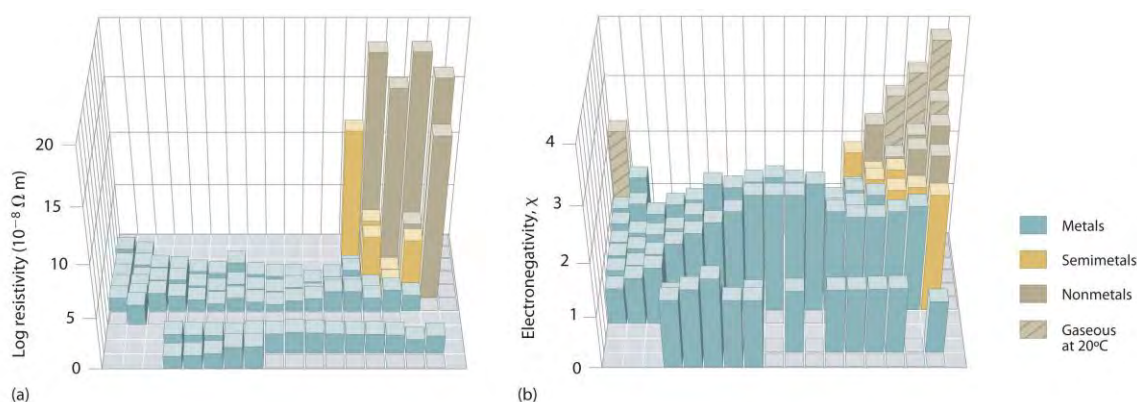 Log resistivity (10⁻⁸ Ω m)
20
15
10
5
0
(a)
Electronegativity, χ
4
3
2
1
0
(b)
Metals
Semimetals
Nonmetals
Gaseous
at 20ºC